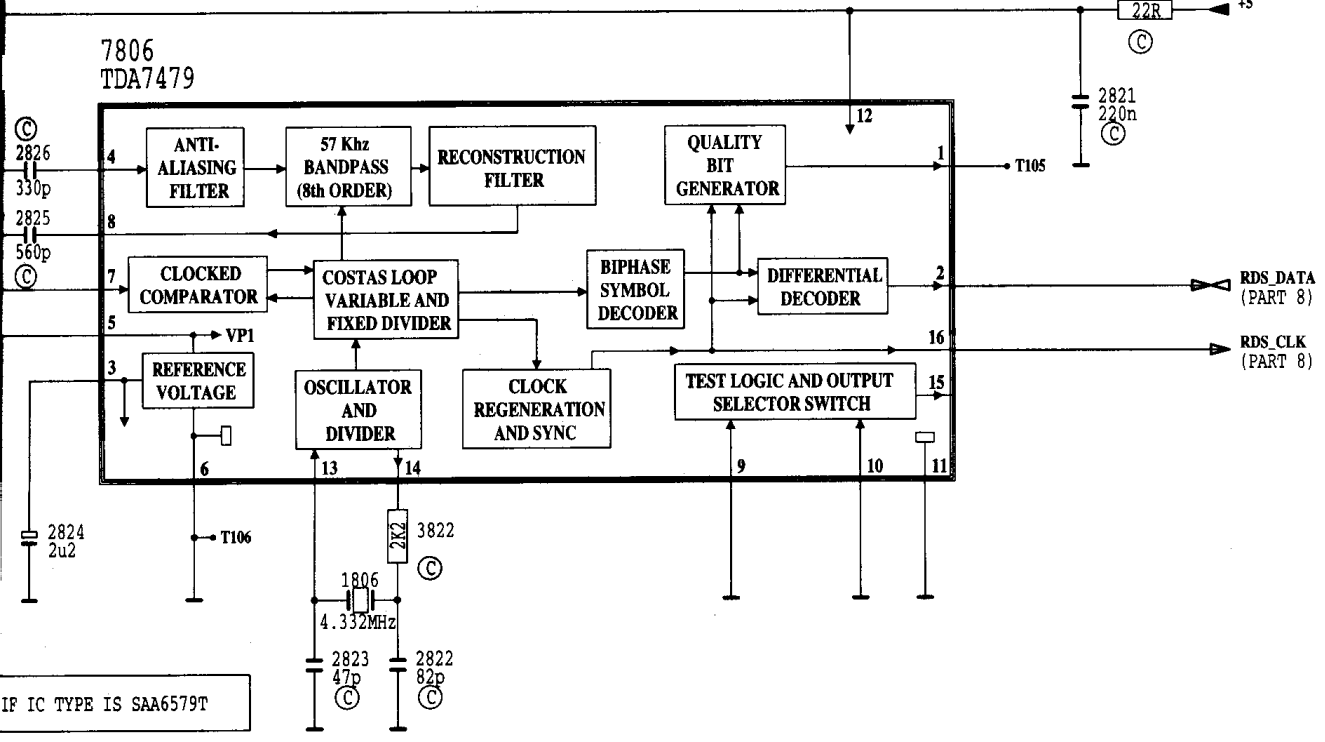 +5
22R
C
7806
TDA7479
2821
220n
C
12
C
2826
330p
4
ANTI-
ALIASING
FILTER
57 Khz
BANDPASS
(8th ORDER)
RECONSTRUCTION
FILTER
QUALITY
BIT
GENERATOR
1
T105
2825
560p
C
8
7
CLOCKED
COMPARATOR
COSTAS LOOP
VARIABLE AND
FIXED DIVIDER
BIPHASE
SYMBOL
DECODER
DIFFERENTIAL
DECODER
2
RDS_DATA
(PART 8)
5
VP1
16
RDS_CLK
(PART 8)
3
REFERENCE
VOLTAGE
OSCILLATOR
AND
DIVIDER
CLOCK
REGENERATION
AND SYNC
TEST LOGIC AND OUTPUT
SELECTOR SWITCH
15
6
13
14
9
10
11
2824
2u2
T106
2K2
3822
C
1806
4.332MHz
2823
47p
C
2822
82p
C
IF IC TYPE IS SAA6579T